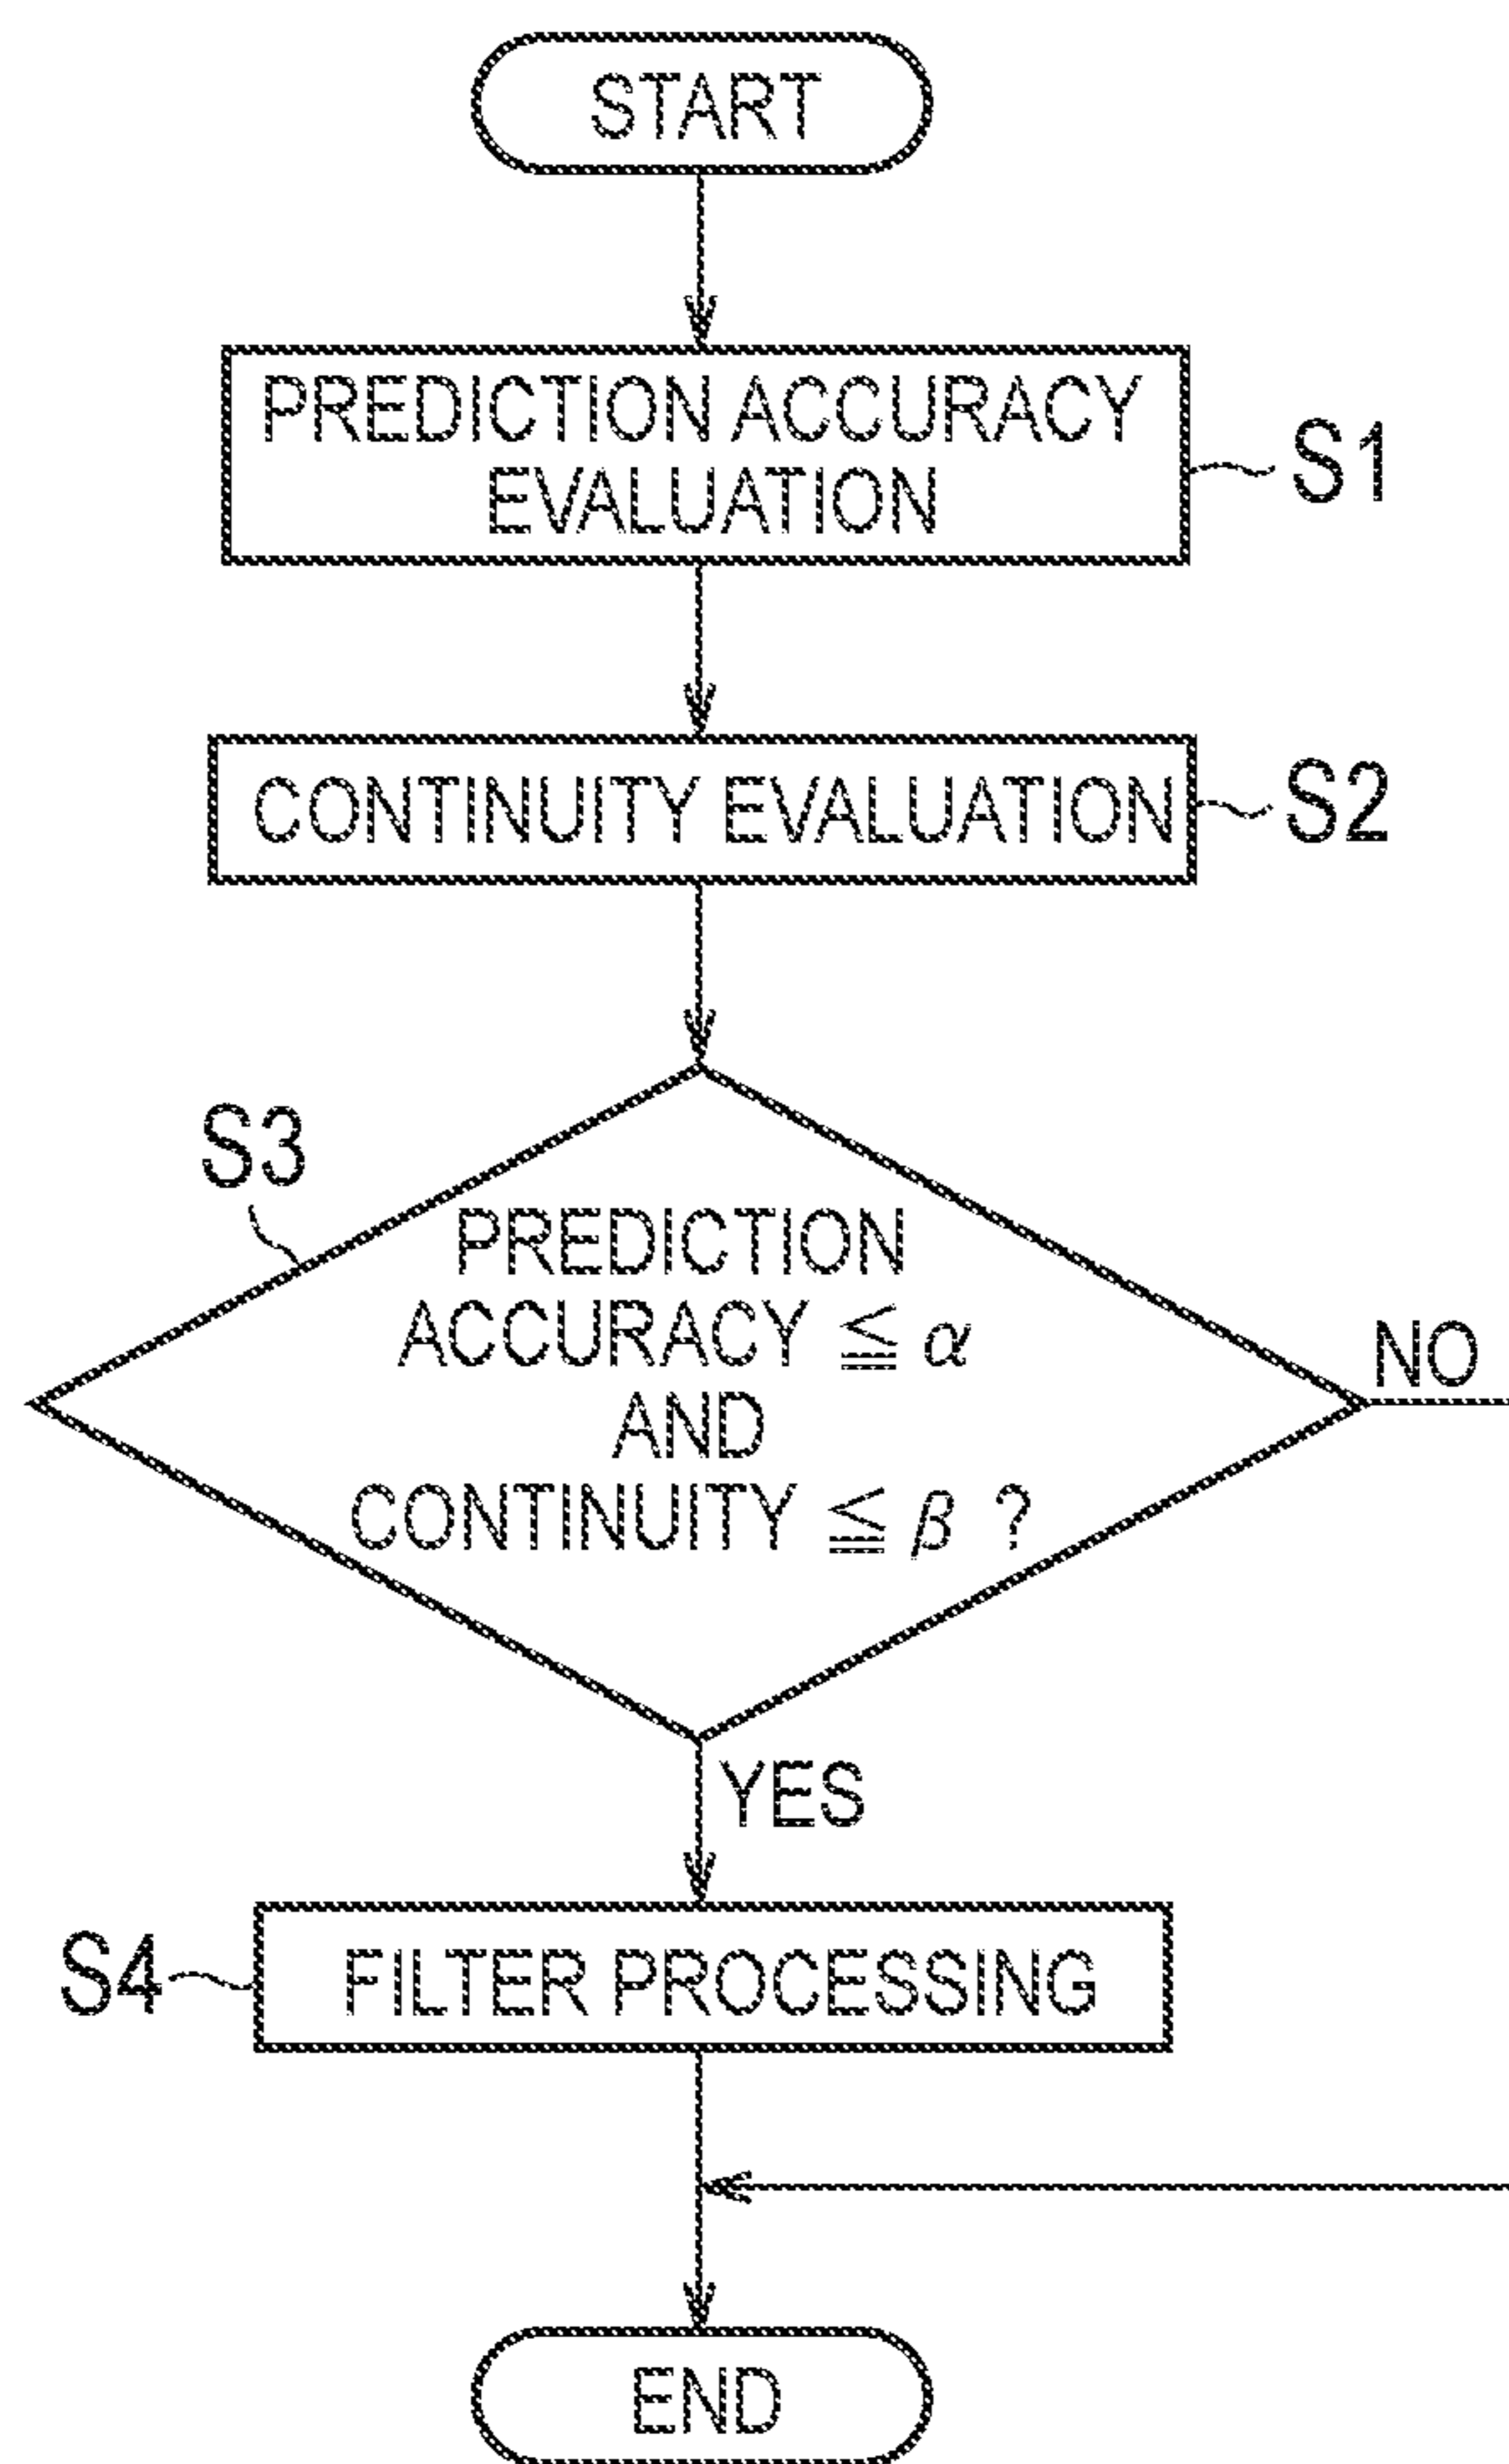 START
PREDICTION ACCURACY
EVALUATION
S1
CONTINUITY EVALUATION
S2
S3
PREDICTION
ACCURACY ≦ α
AND
CONTINUITY ≦ β ?
NO
YES
S4
FILTER PROCESSING
END